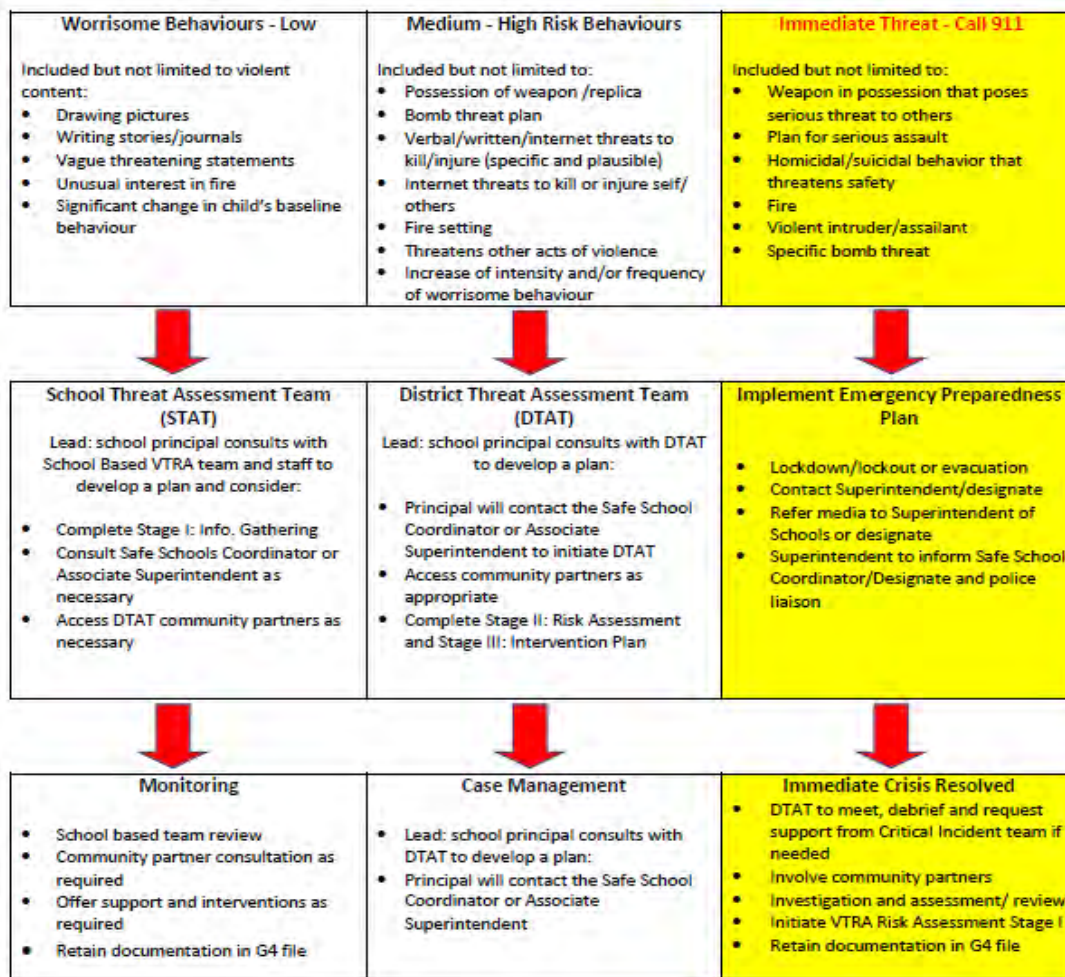 Worrisome Behaviours - Low
Included but not limited to violent
content:
• Drawing pictures
• Writing stories/journals
• Vague threatening statements
• Unusual interest in fire
• Significant change in child's baseline
behaviour
Medium - High Risk Behaviours
Included but not limited to:
• Possession of weapon /replica
• Bomb threat plan
• Verbal/written/internet threats to
kill/injure (specific and plausible)
• Internet threats to kill or injure self/
others
• Fire setting
• Threatens other acts of violence
• Increase of intensity and/or frequency
of worrisome behaviour
Immediate Threat - Call 911
Included but not limited to:
• Weapon in possession that poses
serious threat to others
• Plan for serious assault
• Homicidal/suicidal behavior that
threatens safety
• Fire
• Violent intruder/assailant
• Specific bomb threat
School Threat Assessment Team
(STAT)
Lead: school principal consults with
School Based VTRA team and staff to
develop a plan and consider:
• Complete Stage I: Info. Gathering
• Consult Safe Schools Coordinator or
Associate Superintendent as
necessary
• Access DTAT community partners as
necessary
District Threat Assessment Team
(DTAT)
Lead: school principal consults with DTAT
to develop a plan:
• Principal will contact the Safe School
Coordinator or Associate
Superintendent to initiate DTAT
• Access community partners as
appropriate
• Complete Stage II: Risk Assessment
and Stage III: Intervention Plan
Implement Emergency Preparedness
Plan
• Lockdown/lockout or evacuation
• Contact Superintendent/designate
• Refer media to Superintendent of
Schools or designate
• Superintendent to inform Safe School
Coordinator/Designate and police
liaison
Monitoring
• School based team review
• Community partner consultation as
required
• Offer support and interventions as
required
• Retain documentation in G4 file
Case Management
• Lead: school principal consults with
DTAT to develop a plan:
• Principal will contact the Safe School
Coordinator or Associate
Superintendent
Immediate Crisis Resolved
• DTAT to meet, debrief and request
support from Critical Incident team if
needed
• Involve community partners
• Investigation and assessment/ review
• Initiate VTRA Risk Assessment Stage I
• Retain documentation in G4 file